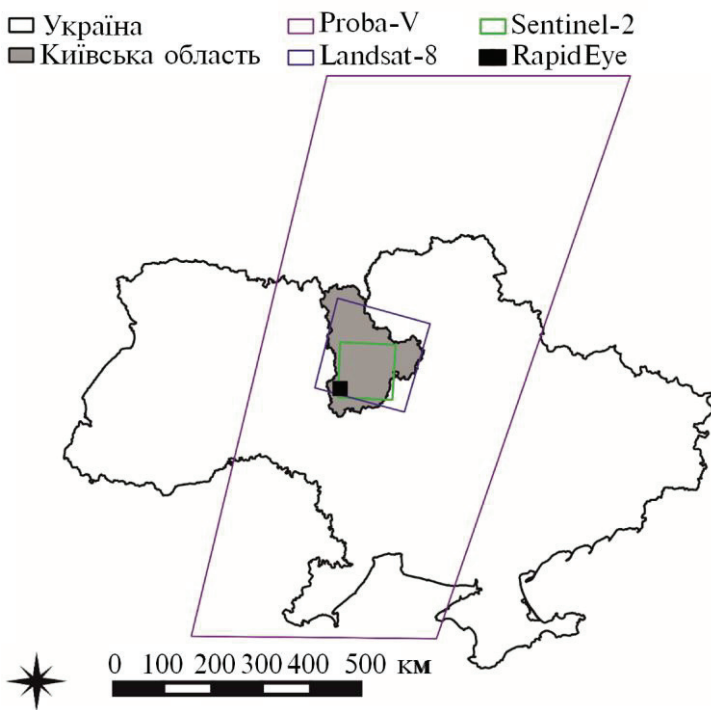 Україна Proba-V Sentinel-2
Київська область Landsat-8 RapidEye
0 100 200 300 400 500 км